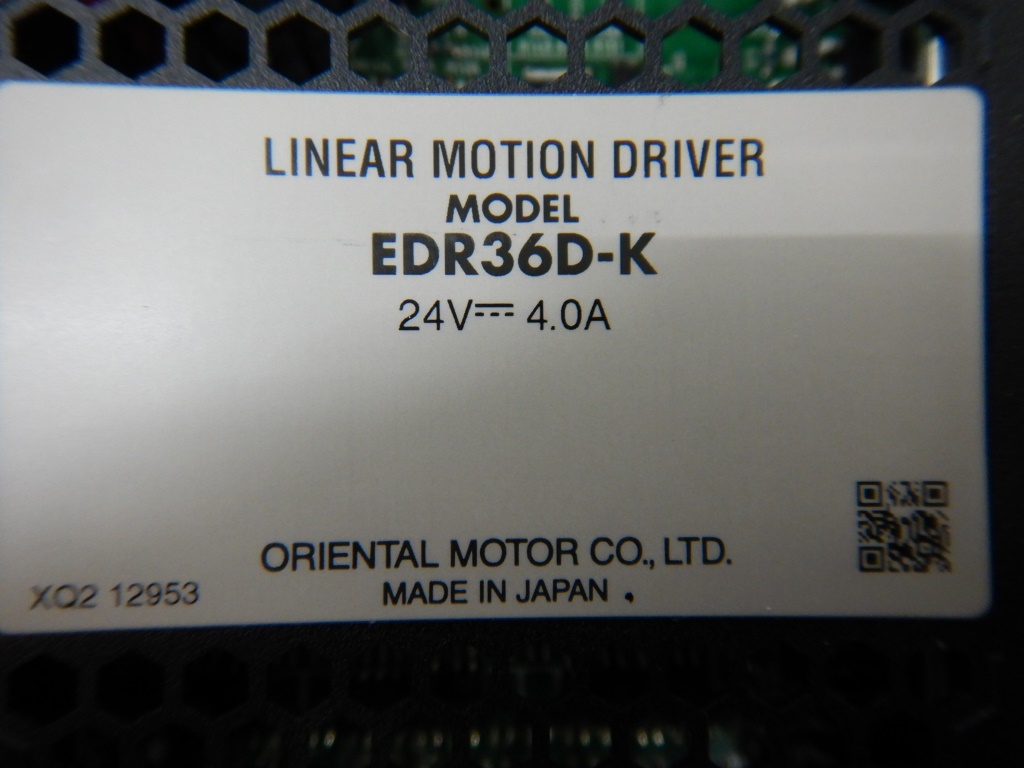 LINEAR MOTION DRIVER
MODEL
EDR36D-K
24V⎓ 4.0A
ORIENTAL MOTOR CO., LTD.
XQ2 12953 MADE IN JAPAN